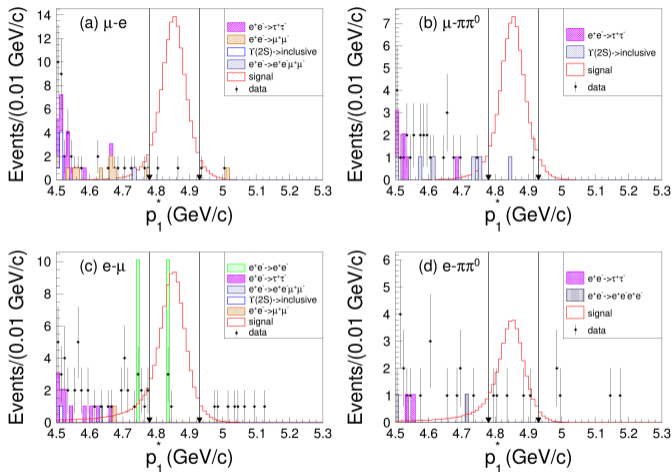 (a) μ-e
e⁺e⁻->τ⁺τ⁻
e⁺e⁻->μ⁺μ⁻
ϒ(2S)->inclusive
e⁺e⁻->e⁺e⁻μ⁺μ⁻
signal
data
Events/(0.01 GeV/c)
14
12
10
8
6
4
2
0
4.5 4.6 4.7 4.8 4.9 5 5.1 5.2 5.3
p₁* (GeV/c)
(b) μ-ππ⁰
e⁺e⁻->τ⁺τ⁻
ϒ(2S)->inclusive
signal
data
Events/(0.01 GeV/c)
7
6
5
4
3
2
1
0
4.5 4.6 4.7 4.8 4.9 5 5.1 5.2 5.3
p₁* (GeV/c)
(c) e-μ
e⁺e⁻->e⁺e⁻
e⁺e⁻->τ⁺τ⁻
e⁺e⁻->e⁺e⁻μ⁺μ⁻
ϒ(2S)->inclusive
e⁺e⁻->μ⁺μ⁻
signal
data
Events/(0.01 GeV/c)
10
8
6
4
2
0
4.5 4.6 4.7 4.8 4.9 5 5.1 5.2 5.3
p₁* (GeV/c)
(d) e-ππ⁰
e⁺e⁻->τ⁺τ⁻
e⁺e⁻->e⁺e⁻e⁺e⁻
signal
data
Events/(0.01 GeV/c)
6
5
4
3
2
1
0
4.5 4.6 4.7 4.8 4.9 5 5.1 5.2 5.3
p₁* (GeV/c)